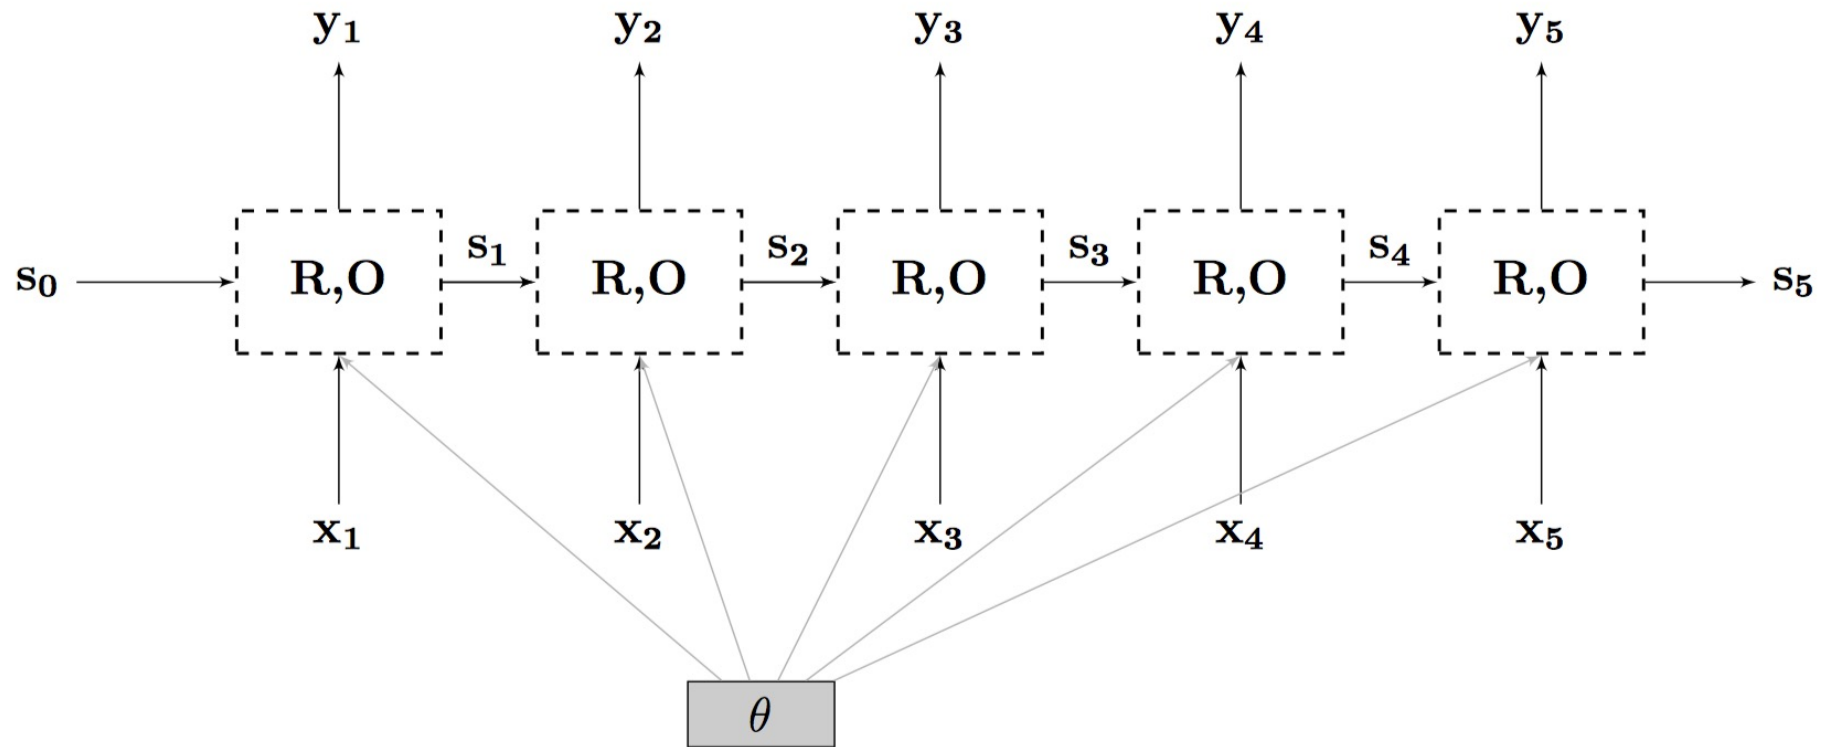 y₁ y₂ y₃ y₄ y₅
s₀ R,O s₁ R,O s₂ R,O s₃ R,O s₄ R,O s₅
x₁ x₂ x₃ x₄ x₅
θ